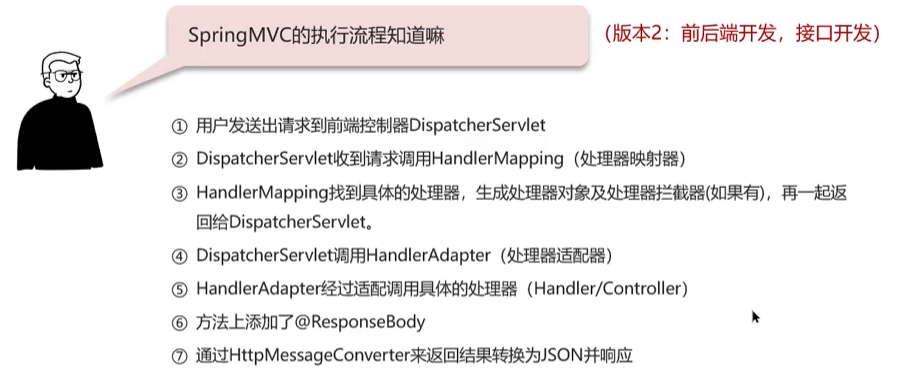 SpringMVC的执行流程知道嘛
(版本2：前后端开发，接口开发)
① 用户发送出请求到前端控制器DispatcherServlet
② DispatcherServlet收到请求调用HandlerMapping（处理器映射器）
③ HandlerMapping找到具体的处理器，生成处理器对象及处理器拦截器(如果有)，再一起返
回给DispatcherServlet。
④ DispatcherServlet调用HandlerAdapter（处理器适配器）
⑤ HandlerAdapter经过适配调用具体的处理器（Handler/Controller）
⑥ 方法上添加了@ResponseBody
⑦ 通过HttpMessageConverter来返回结果转换为JSON并响应